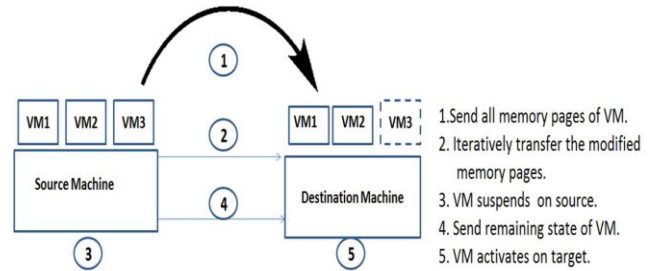 1
VM1 VM2 VM3
VM1 VM2 VM3
2
Source Machine
Destination Machine
4
3
5
1.Send all memory pages of VM.
2. Iteratively transfer the modified
memory pages.
3. VM suspends on source.
4. Send remaining state of VM.
5. VM activates on target.